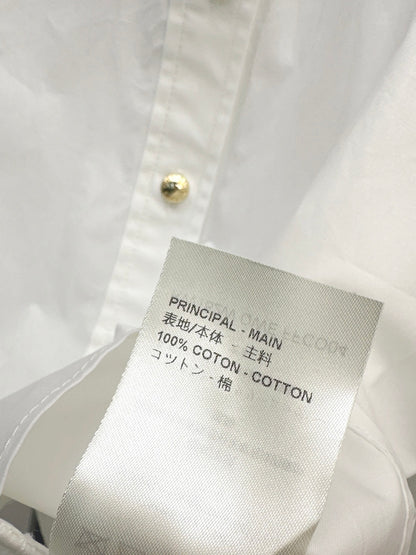 PRINCIPAL - MAIN
表地/本体 - 主料
100% COTON - COTTON
コットン - 棉